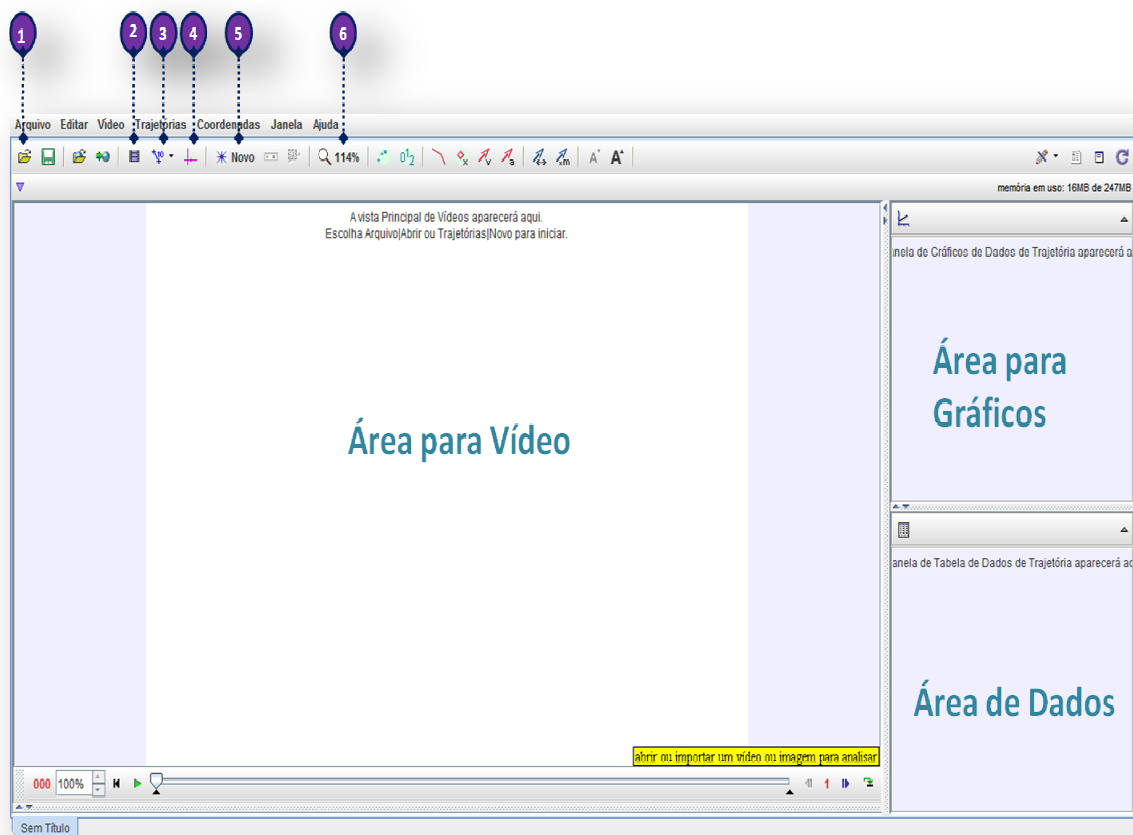 1 2 3 4 5 6
Arquivo Editar Video Trajetórias Coordenadas Janela Ajuda
Novo 114%
memória em uso: 16MB de 247MB
A vista Principal de Vídeos aparecerá aqui.
Escolha Arquivo|Abrir ou Trajetórias|Novo para iniciar.
nela de Gráficos de Dados de Trajetória aparecerá a
Área para
Gráficos
Área para Vídeo
anela de Tabela de Dados de Trajetória aparecerá aq
Área de Dados
abrir ou importar um vídeo ou imagem para analisar
000 100% 1
Sem Título